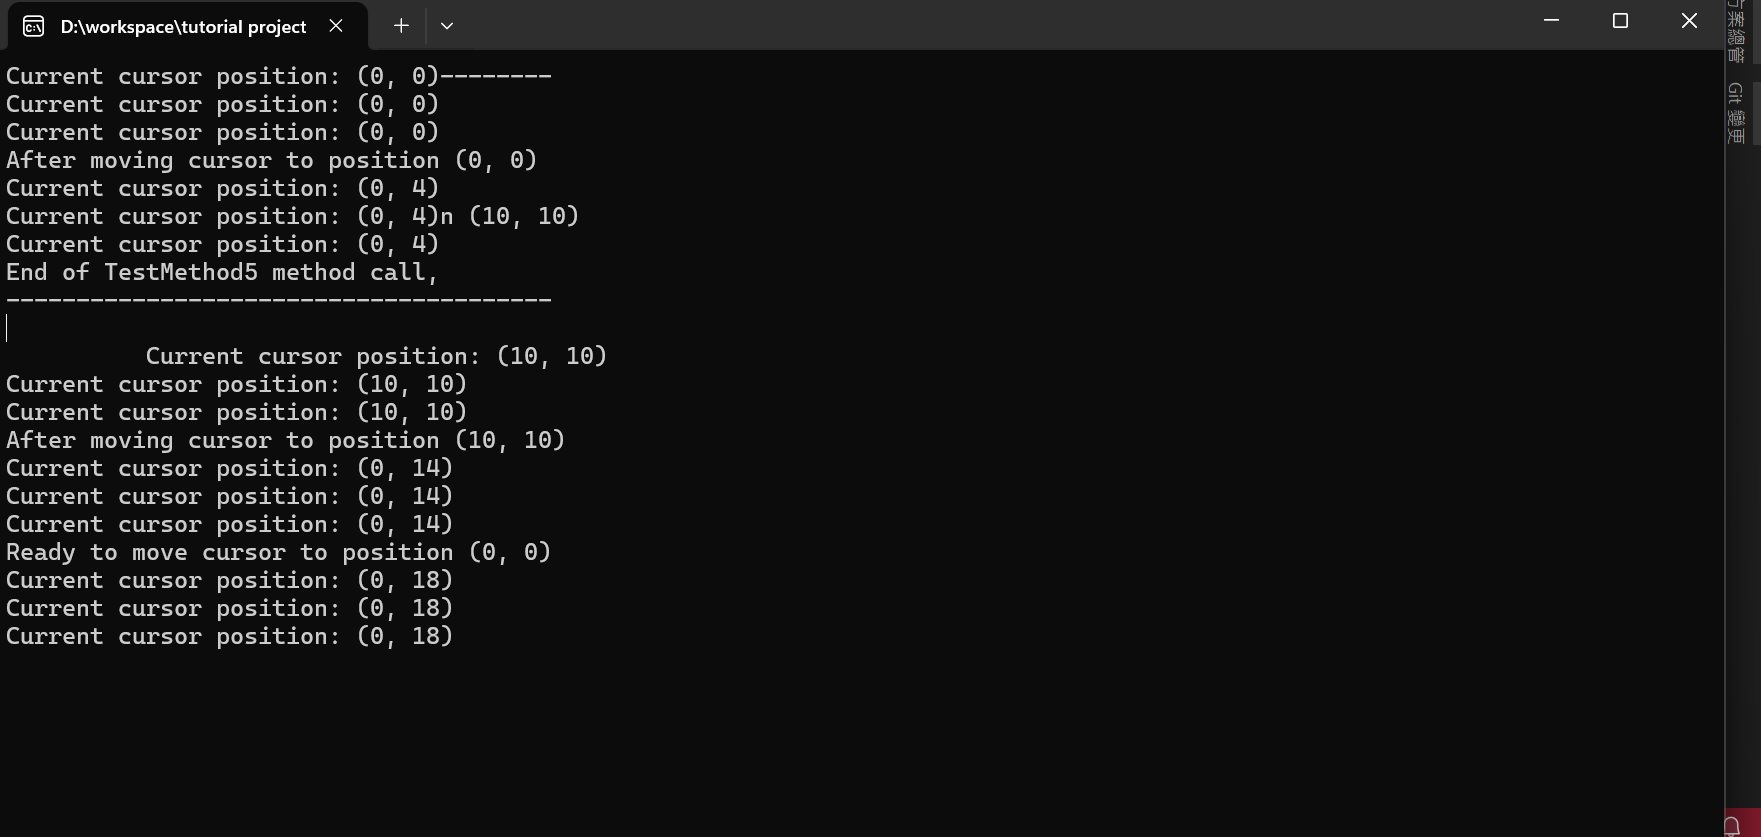 D:\workspace\tutorial project
Current cursor position: (0, 0)--------
Current cursor position: (0, 0)
Current cursor position: (0, 0)
After moving cursor to position (0, 0)
Current cursor position: (0, 4)
Current cursor position: (0, 4)n (10, 10)
Current cursor position: (0, 4)
End of TestMethod5 method call,
---------------------------------------
Current cursor position: (10, 10)
Current cursor position: (10, 10)
Current cursor position: (10, 10)
After moving cursor to position (10, 10)
Current cursor position: (0, 14)
Current cursor position: (0, 14)
Current cursor position: (0, 14)
Ready to move cursor to position (0, 0)
Current cursor position: (0, 18)
Current cursor position: (0, 18)
Current cursor position: (0, 18)
方案總管
Git 變更